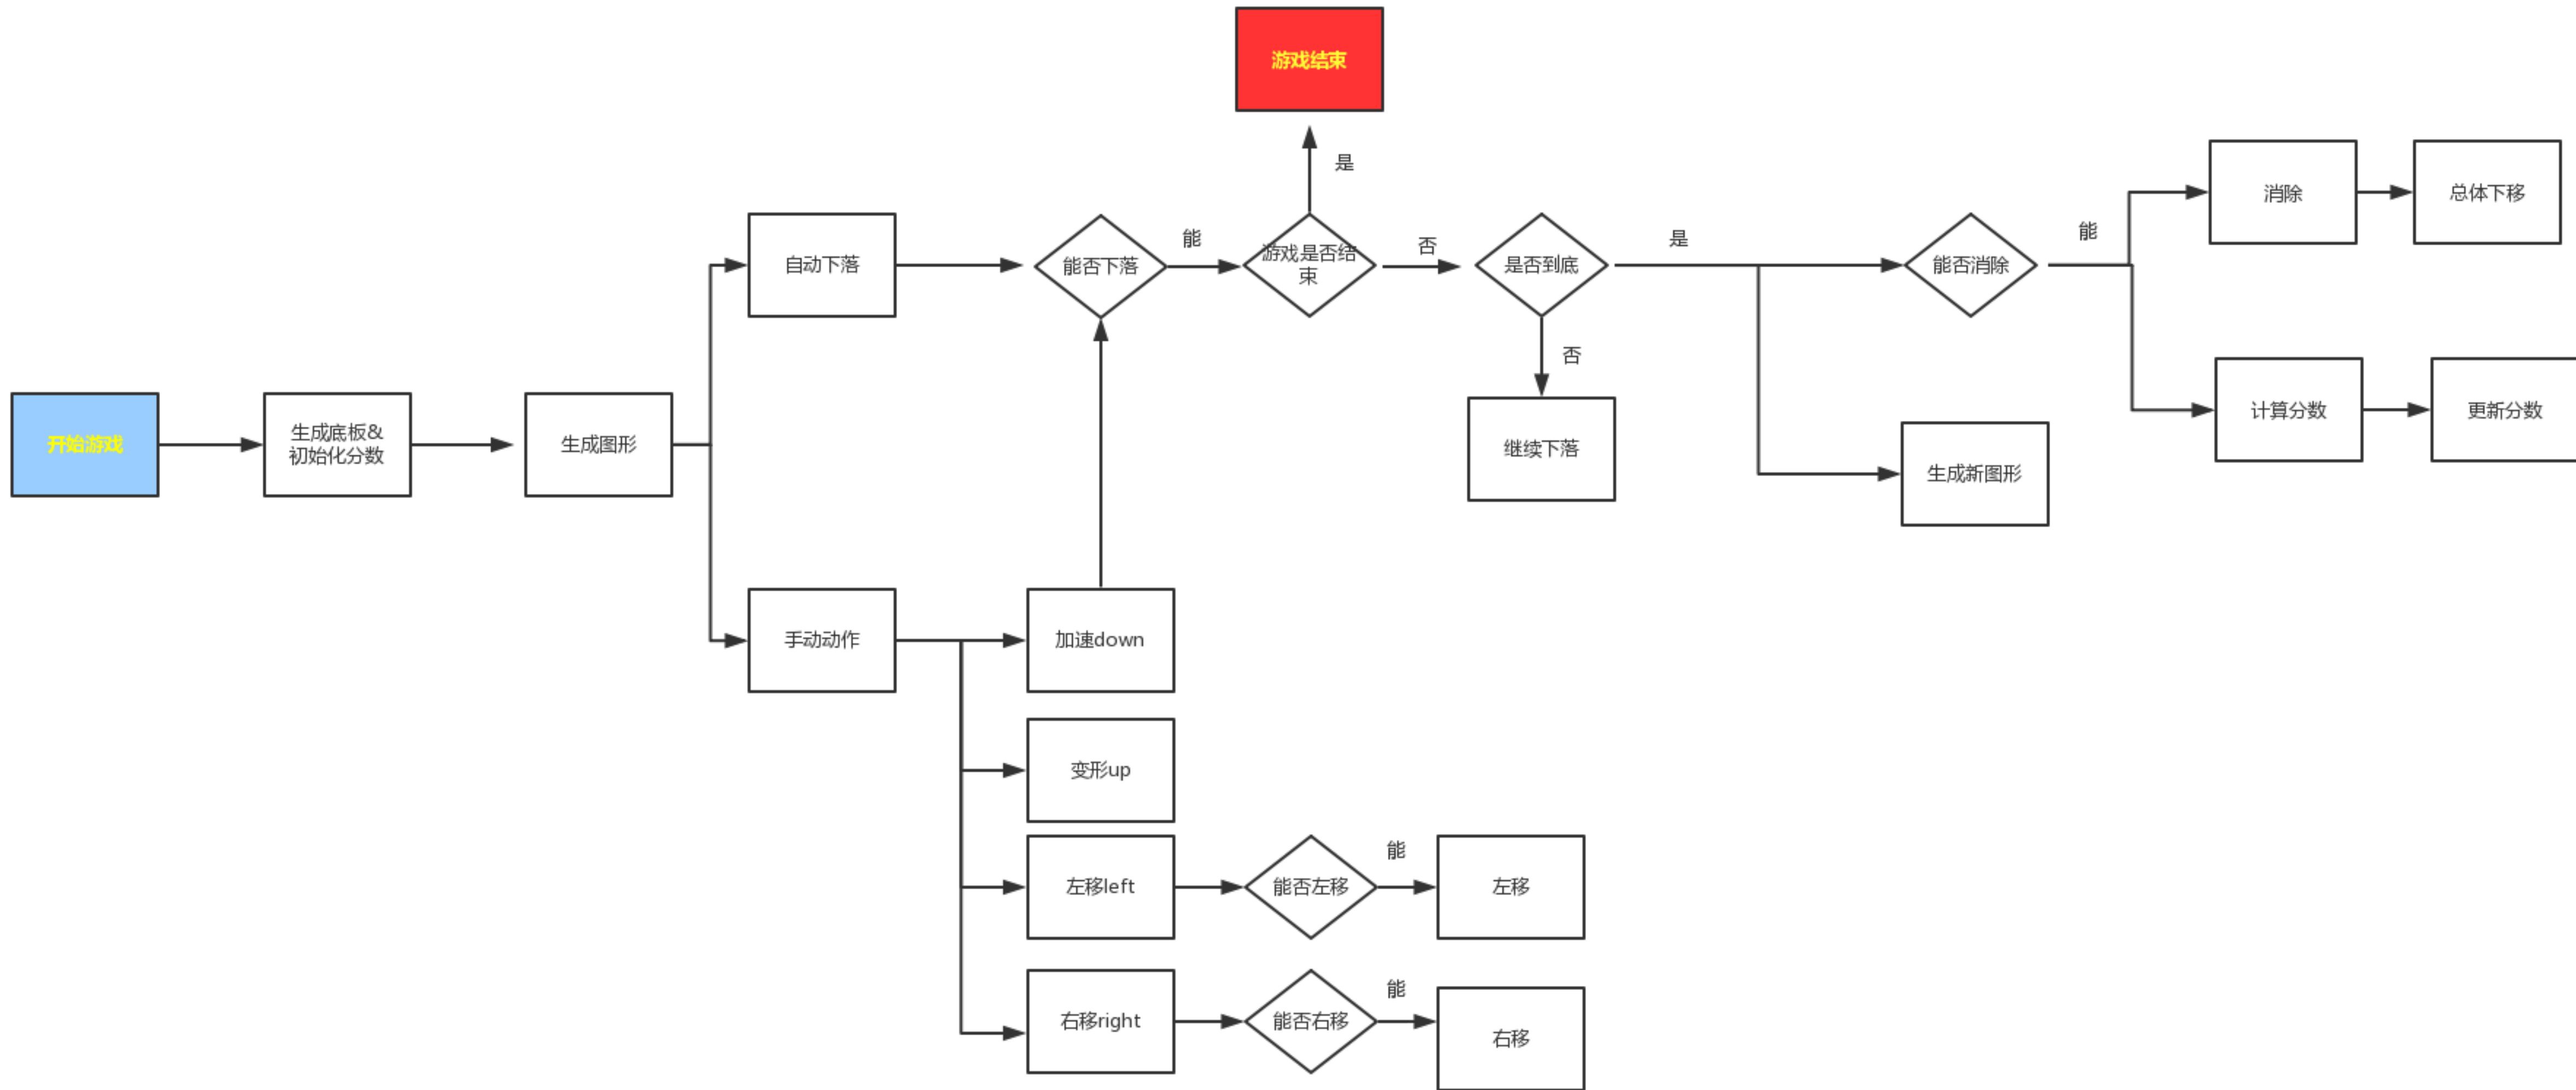 游戏结束
是
消除
总体下移
自动下落
能否下落
能
游戏是否结
束
否
是否到底
是
能否消除
能
否
开始游戏
生成底板&
初始化分数
生成图形
继续下落
生成新图形
计算分数
更新分数
手动动作
加速down
变形up
左移left
能否左移
能
左移
右移right
能否右移
能
右移